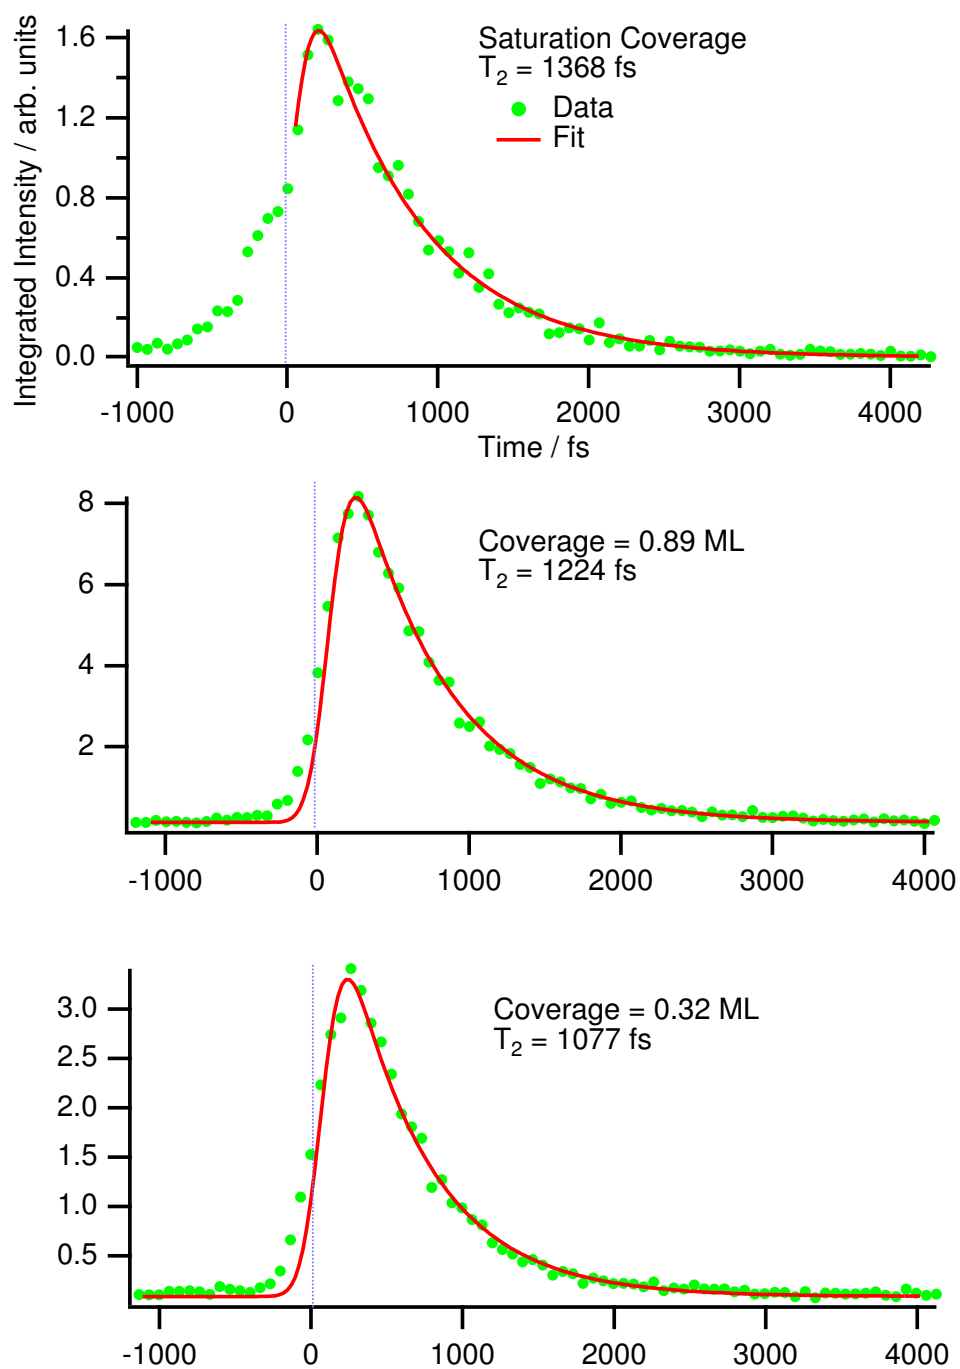 Integrated Intensity / arb. units
1.6
1.2
0.8
0.4
0.0
Saturation Coverage
T₂ = 1368 fs
Data
Fit
-1000 0 1000 2000 3000 4000
Time / fs
8
6
4
2
Coverage = 0.89 ML
T₂ = 1224 fs
-1000 0 1000 2000 3000 4000
3.0
2.5
2.0
1.5
1.0
0.5
Coverage = 0.32 ML
T₂ = 1077 fs
-1000 0 1000 2000 3000 4000